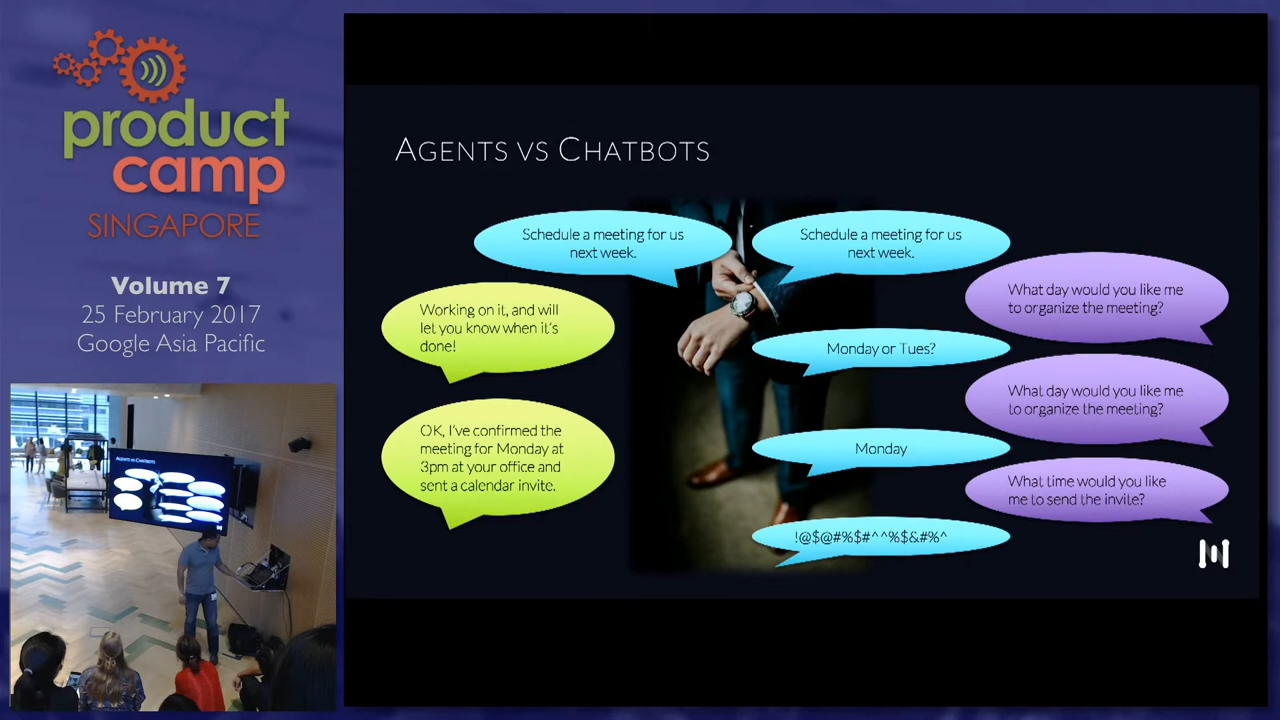 product
camp
SINGAPORE
Volume 7
25 February 2017
Google Asia Pacific
AGENTS VS CHATBOTS
Schedule a meeting for us
next week.
Working on it, and will
let you know when it's
done!
OK, I've confirmed the
meeting for Monday at
3pm at your office and
sent a calendar invite.
Schedule a meeting for us
next week.
What day would you like me
to organize the meeting?
Monday or Tues?
What day would you like me
to organize the meeting?
Monday
What time would you like
me to send the invite?
!@$@#%$#^^%$&#%^
AGENTS VS CHATBOTS